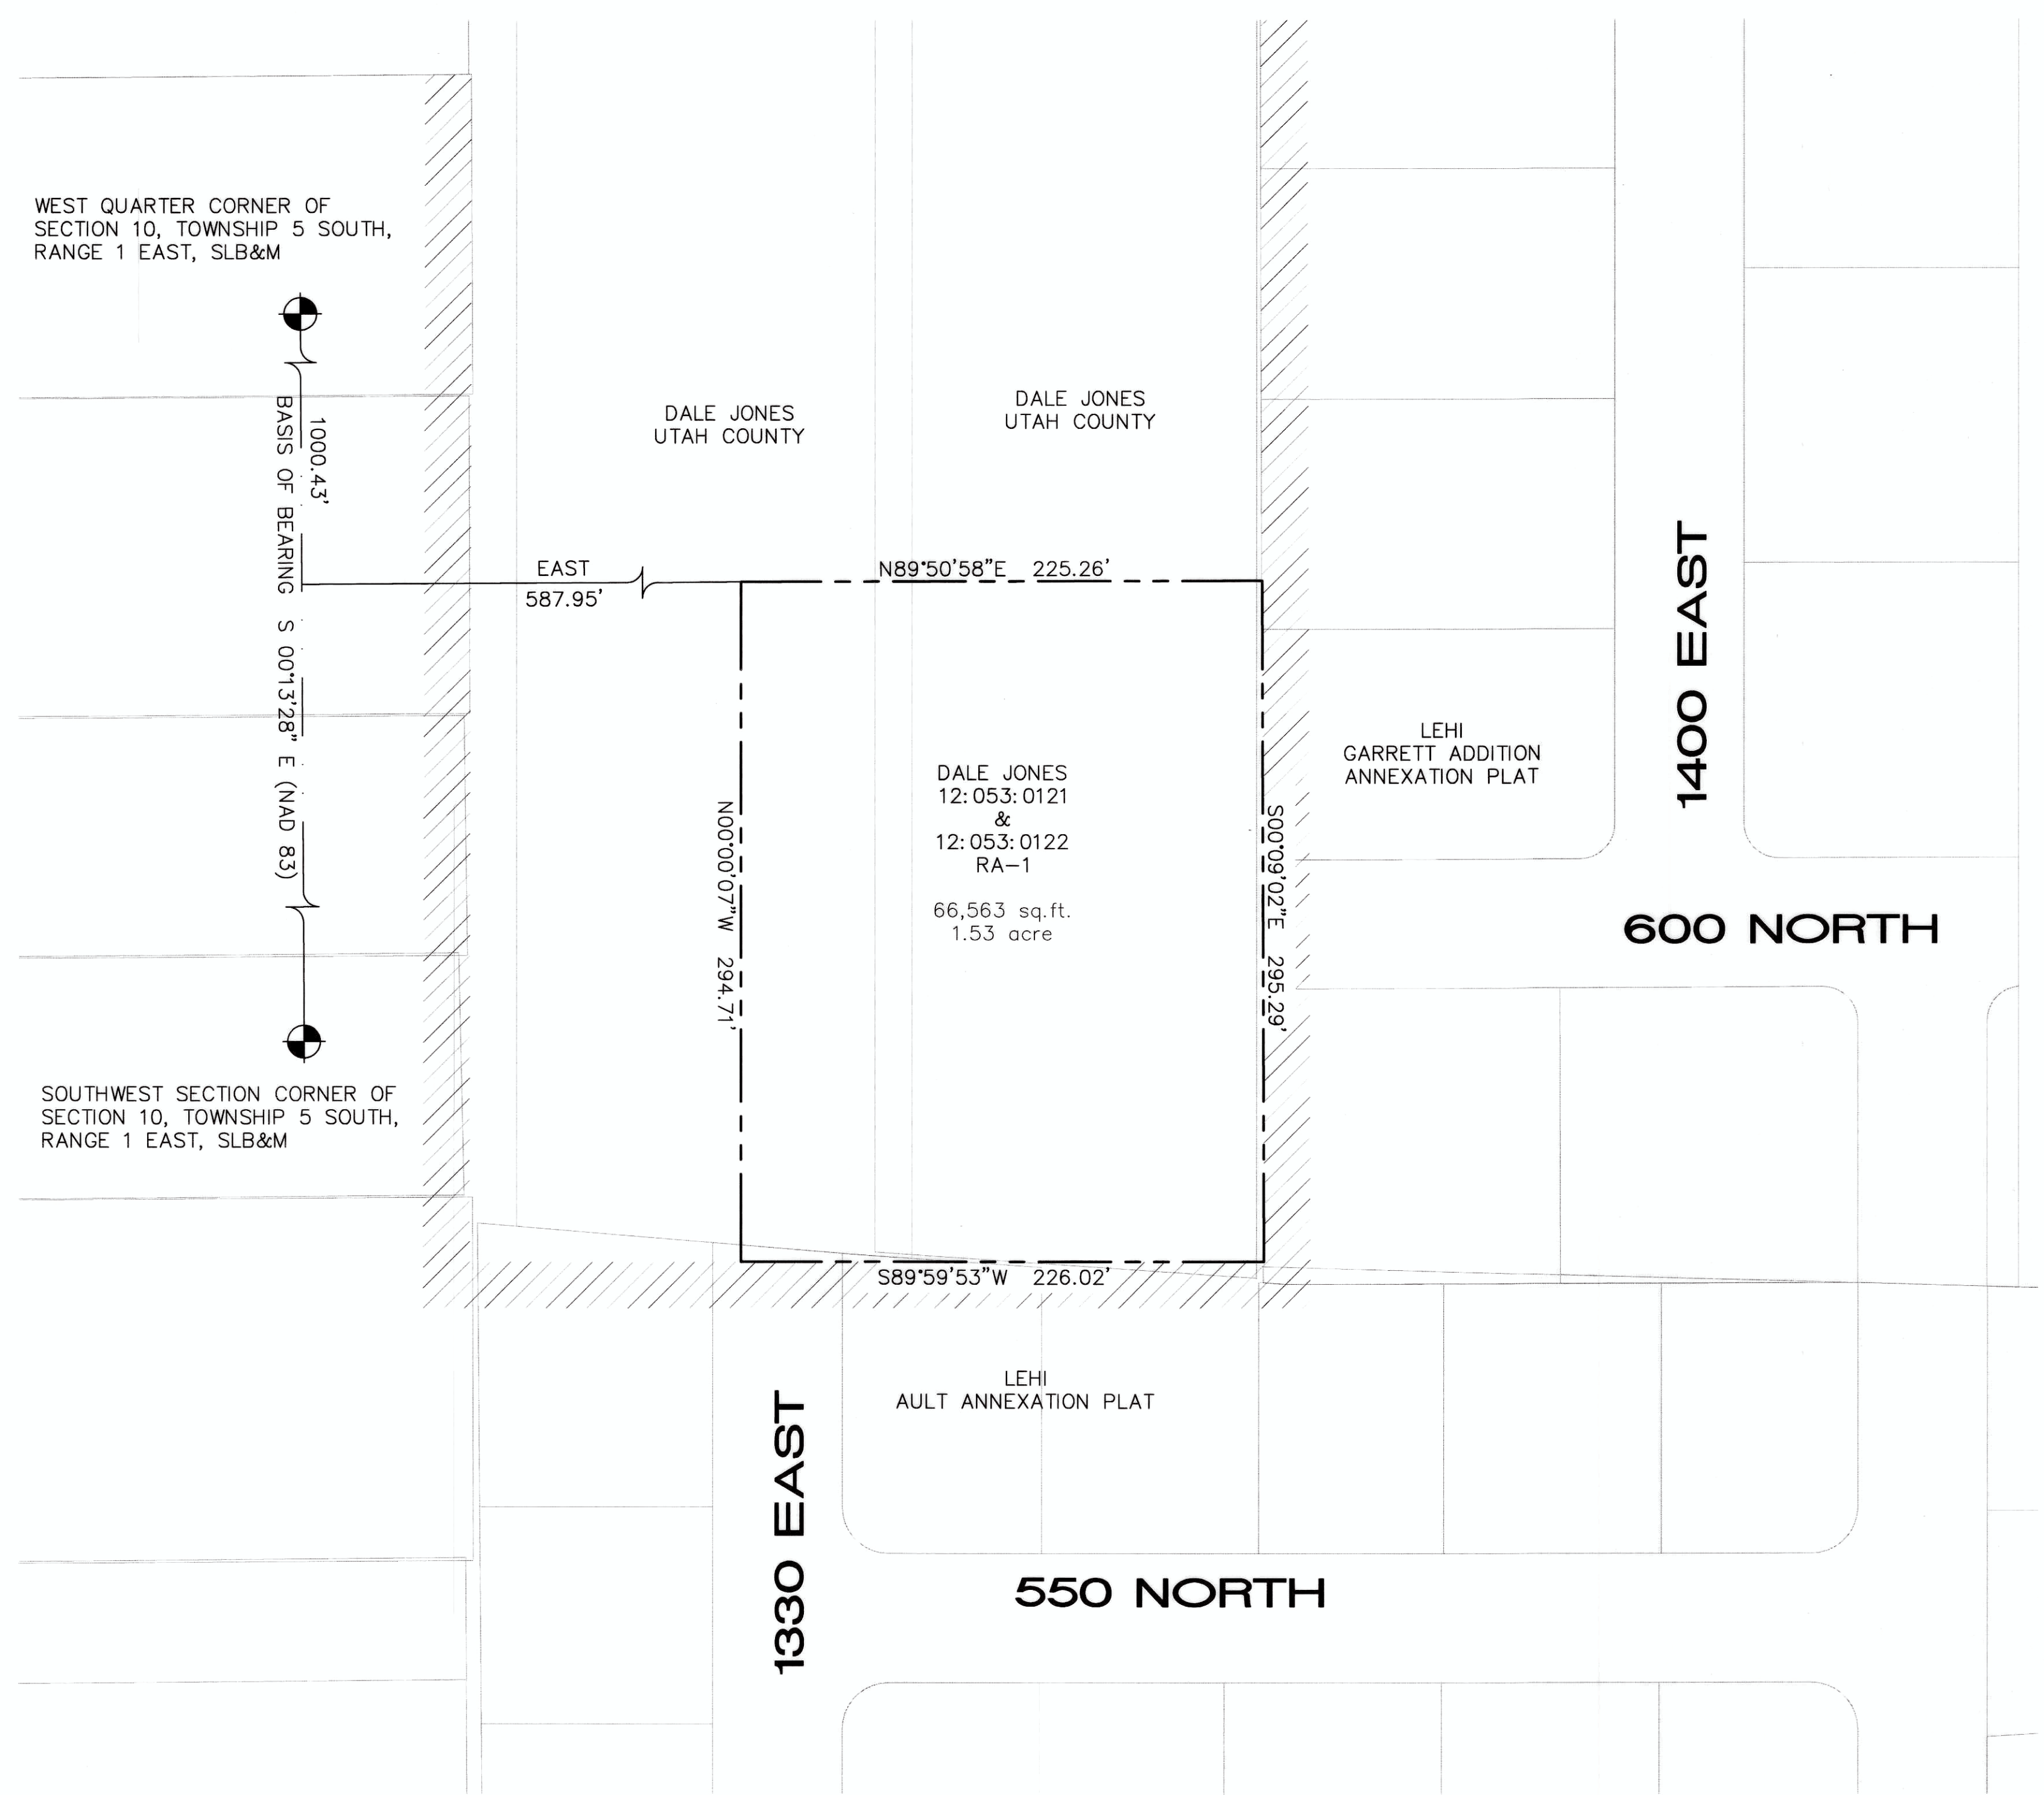 WEST QUARTER CORNER OF
SECTION 10, TOWNSHIP 5 SOUTH,
RANGE 1 EAST, SLB&M
1000.43'
BASIS OF BEARING S 00°13'28" E (NAD 83)
SOUTHWEST SECTION CORNER OF
SECTION 10, TOWNSHIP 5 SOUTH,
RANGE 1 EAST, SLB&M
DALE JONES
UTAH COUNTY
DALE JONES
UTAH COUNTY
EAST
587.95'
N89°50'58"E 225.26'
N00°00'07"W 294.71'
DALE JONES
12:053:0121
&
12:053:0122
RA-1
66,563 sq.ft.
1.53 acre
S00°09'02"E 295.29'
S89°59'53"W 226.02'
LEHI
GARRETT ADDITION
ANNEXATION PLAT
1400 EAST
600 NORTH
LEHI
AULT ANNEXATION PLAT
1330 EAST
550 NORTH